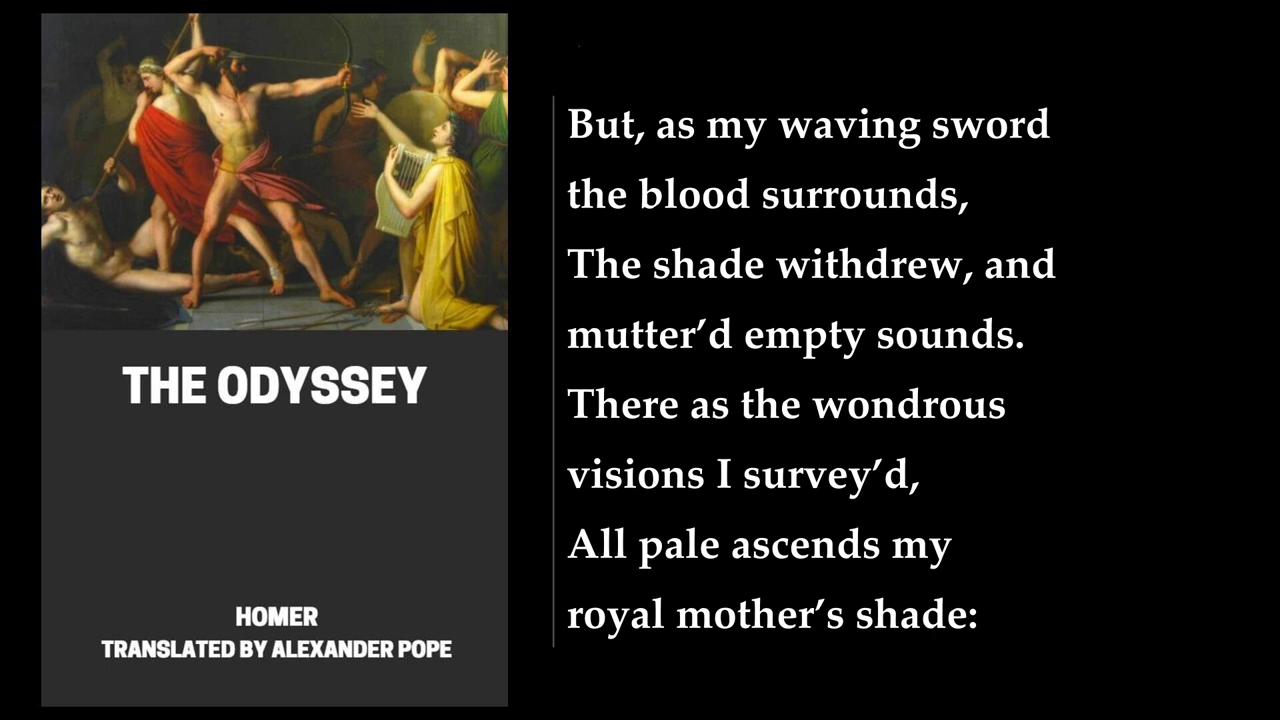 THE ODYSSEY
HOMER
TRANSLATED BY ALEXANDER POPE
But, as my waving sword
the blood surrounds,
The shade withdrew, and
mutter’d empty sounds.
There as the wondrous
visions I survey’d,
All pale ascends my
royal mother’s shade: